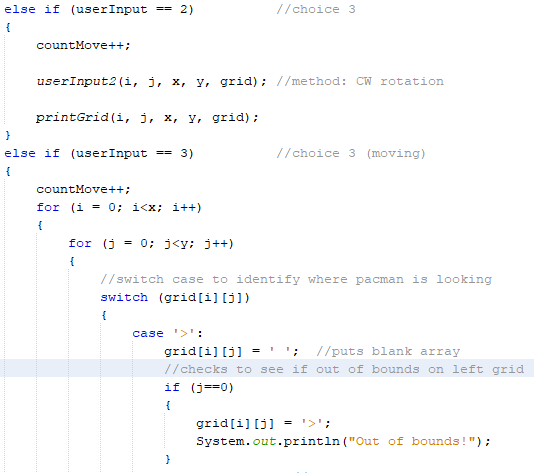 else if (userInput == 2)          //choice 3
{
    countMove++;
    userInput2(i, j, x, y, grid); //method: CW rotation
    printGrid(i, j, x, y, grid);
}
else if (userInput == 3)          //choice 3 (moving)
{
    countMove++;
    for (i = 0; i<x; i++)
    {
        for (j = 0; j<y; j++)
        {
            //switch case to identify where pacman is looking
            switch (grid[i][j])
            {
                case '>':
                    grid[i][j] = ' ';  //puts blank array
                    //checks to see if out of bounds on left grid
                    if (j==0)
                    {
                        grid[i][j] = '>';
                        System.out.println("Out of bounds!");
                    }